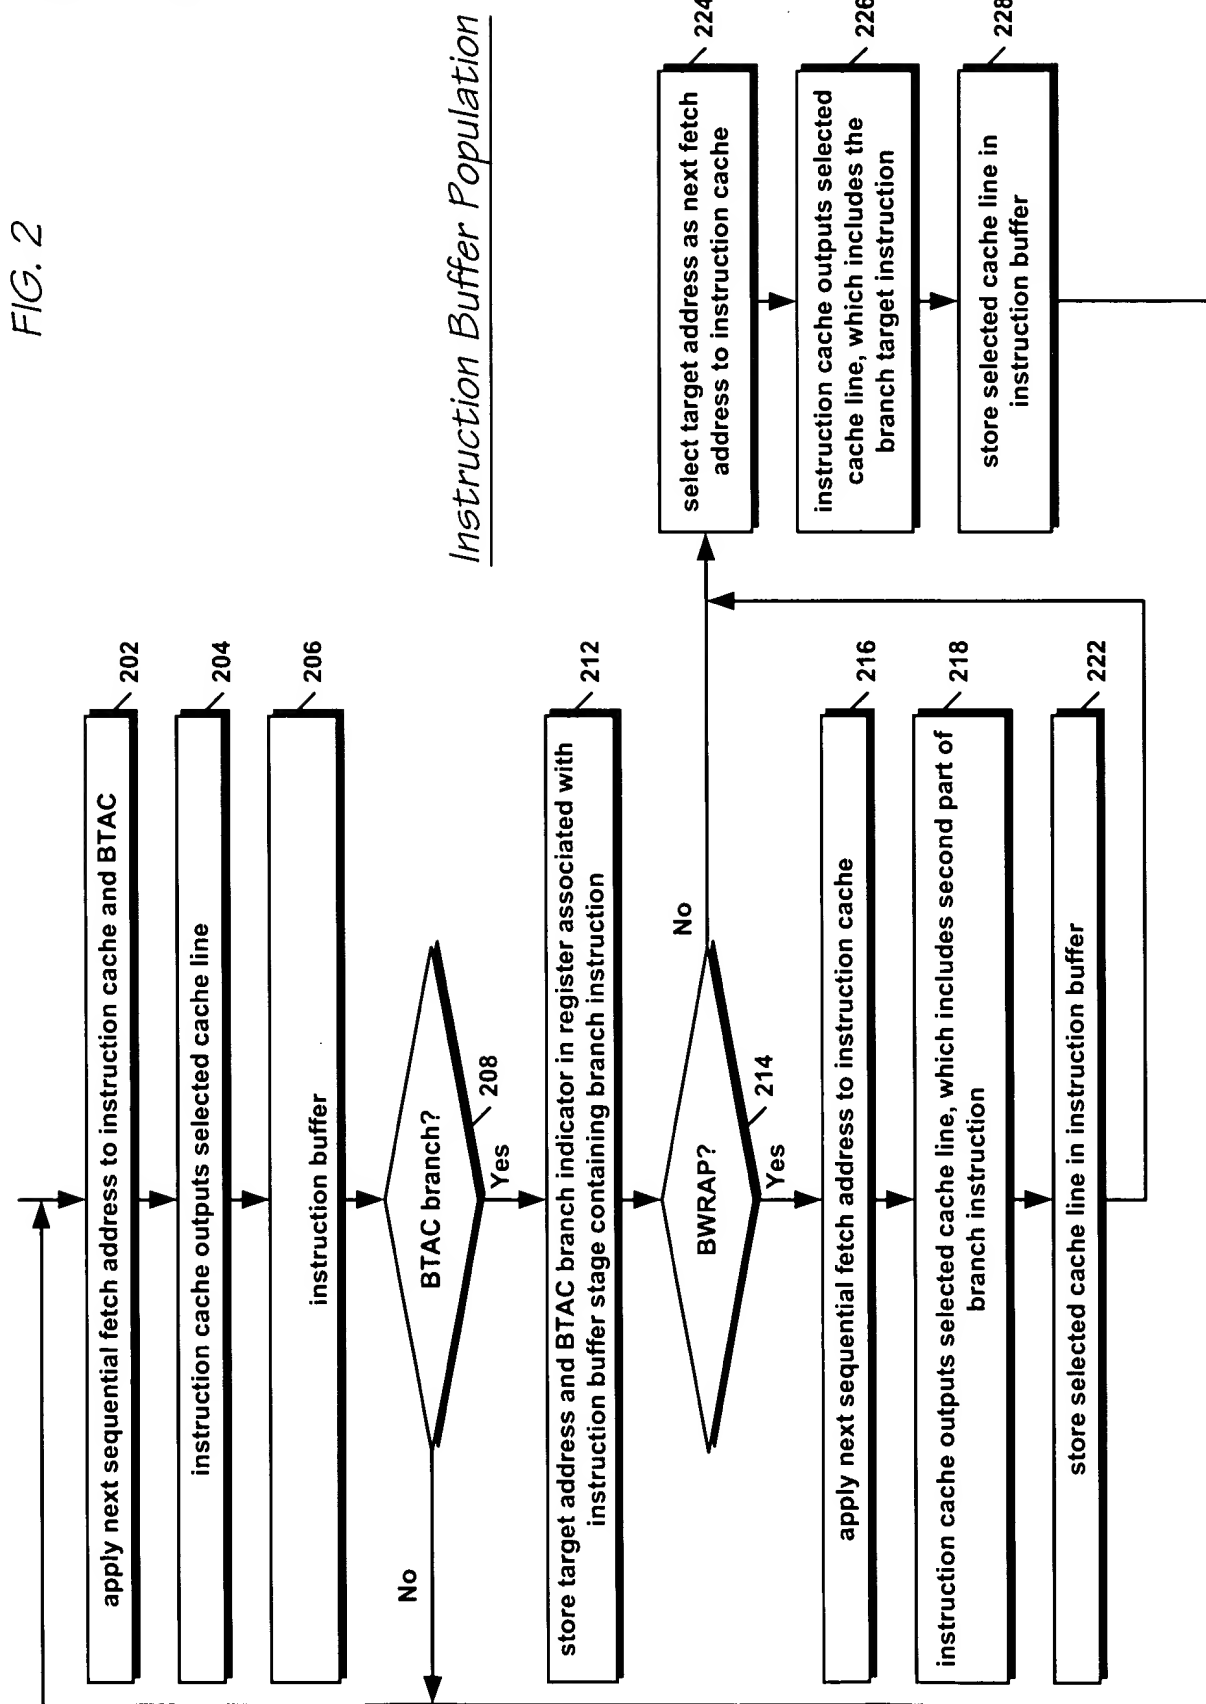 FIG. 2
Instruction Buffer Population
202
apply next sequential fetch address to instruction cache and BTAC
204
instruction cache outputs selected cache line
206
instruction buffer
BTAC branch?
208
No
Yes
212
store target address and BTAC branch indicator in register associated with
instruction buffer stage containing branch instruction
BWRAP?
214
No
Yes
216
apply next sequential fetch address to instruction cache
218
instruction cache outputs selected cache line, which includes second part of
branch instruction
222
store selected cache line in instruction buffer
224
select target address as next fetch
address to instruction cache
226
instruction cache outputs selected
cache line, which includes the
branch target instruction
228
store selected cache line in
instruction buffer